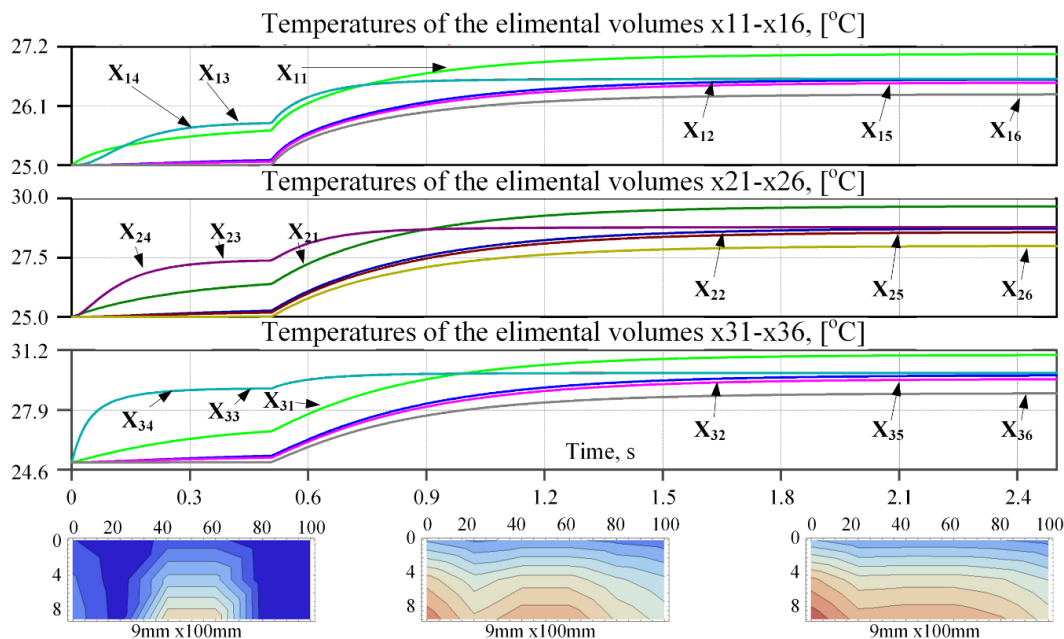 Temperatures of the elimental volumes x11-x16, [°C]
27.2
26.1
25.0
X₁₄ X₁₃ X₁₁
X₁₂ X₁₅ X₁₆
Temperatures of the elimental volumes x21-x26, [°C]
30.0
27.5
25.0
X₂₄ X₂₃ X₂₁
X₂₂ X₂₅ X₂₆
Temperatures of the elimental volumes x31-x36, [°C]
31.2
27.9
24.6
X₃₄ X₃₃ X₃₁
X₃₂ X₃₅ X₃₆
Time, s
0 0.3 0.6 0.9 1.2 1.5 1.8 2.1 2.4
0 20 40 60 80 100 0 20 40 60 80 100 0 20 40 60 80 100
0 0 0
4 4 4
8 8 8
9mm x100mm 9mm x100mm 9mm x100mm